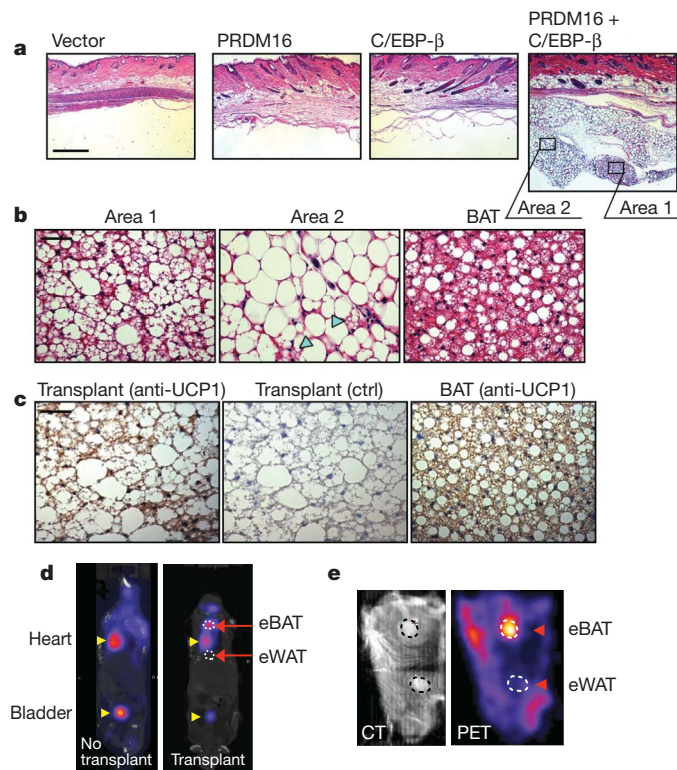 a
Vector
PRDM16
C/EBP-β
PRDM16 +
C/EBP-β
Area 2
Area 1
b
Area 1
Area 2
BAT
c
Transplant (anti-UCP1)
Transplant (ctrl)
BAT (anti-UCP1)
d
Heart
Bladder
No
transplant
Transplant
eBAT
eWAT
e
CT
PET
eBAT
eWAT